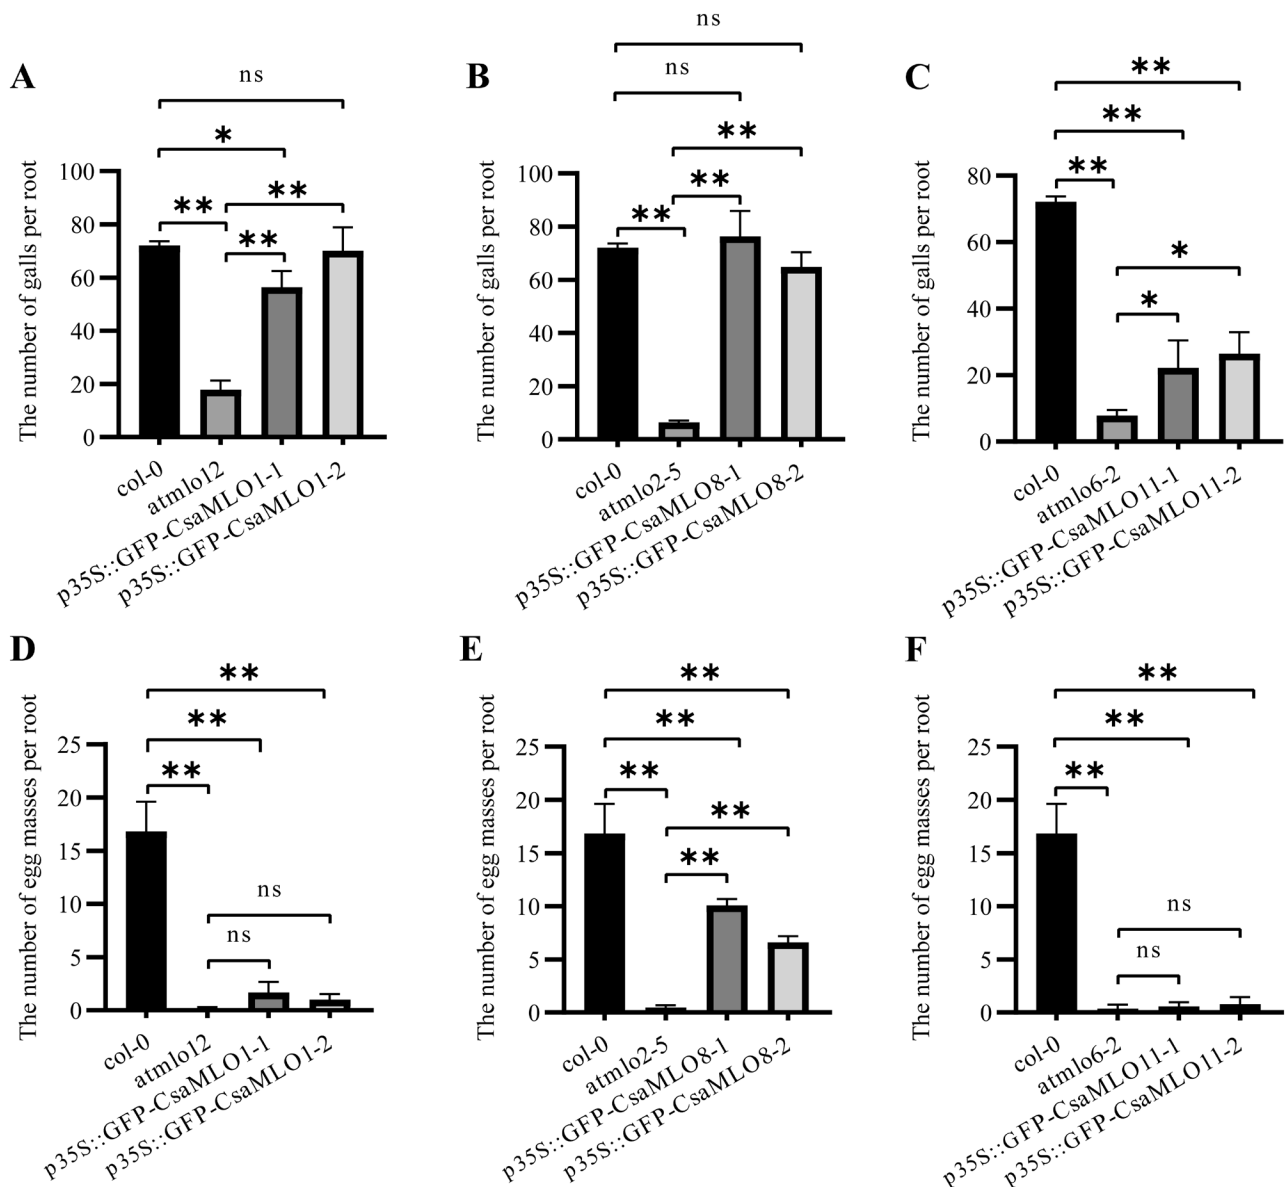 A
ns
*
**
**
**
The number of galls per root
100
80
60
40
20
0
col-0
atmlo12
p35S::GFP-CsaMLO1-1
p35S::GFP-CsaMLO1-2
B
ns
ns
**
**
**
The number of galls per root
100
80
60
40
20
0
col-0
atmlo2-5
p35S::GFP-CsaMLO8-1
p35S::GFP-CsaMLO8-2
C
**
**
**
*
*
The number of galls per root
80
60
40
20
0
col-0
atmlo6-2
p35S::GFP-CsaMLO11-1
p35S::GFP-CsaMLO11-2
D
**
**
**
ns
ns
The number of egg masses per root
25
20
15
10
5
0
col-0
atmlo12
p35S::GFP-CsaMLO1-1
p35S::GFP-CsaMLO1-2
E
**
**
**
**
**
The number of egg masses per root
25
20
15
10
5
0
col-0
atmlo2-5
p35S::GFP-CsaMLO8-1
p35S::GFP-CsaMLO8-2
F
**
**
**
ns
ns
The number of egg masses per root
25
20
15
10
5
0
col-0
atmlo6-2
p35S::GFP-CsaMLO11-1
p35S::GFP-CsaMLO11-2